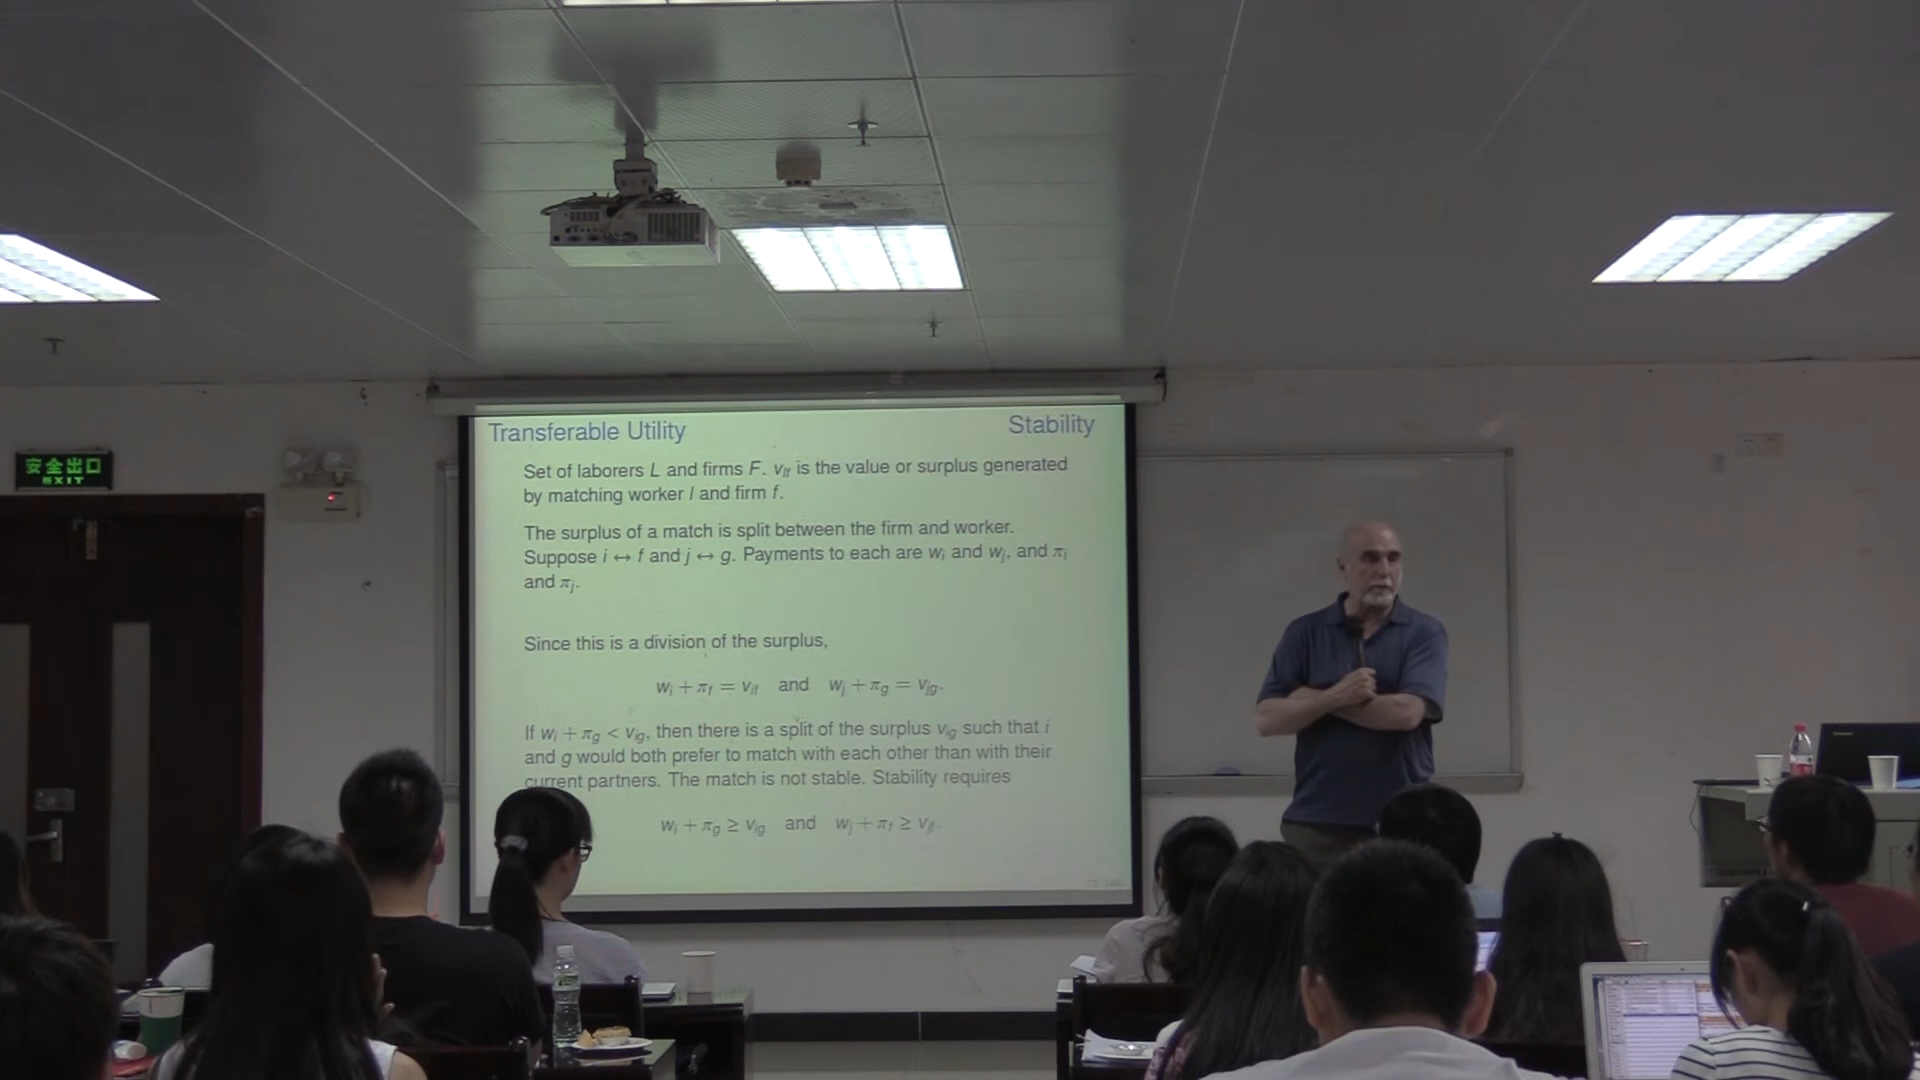 安全出口
EXIT
Transferable Utility
Stability
Set of laborers L and firms F. v_lf is the value or surplus generated
by matching worker l and firm f.
The surplus of a match is split between the firm and worker.
Suppose i ↔ f and j ↔ g. Payments to each are w_i and w_j, and π_i
and π_j.
Since this is a division of the surplus,
w_i + π_f = v_if and w_j + π_g = v_jg.
If w_i + π_g < v_ig, then there is a split of the surplus v_ig such that i
and g would both prefer to match with each other than with their
current partners. The match is not stable. Stability requires
w_i + π_g ≥ v_ig and w_j + π_f ≥ v_jf.